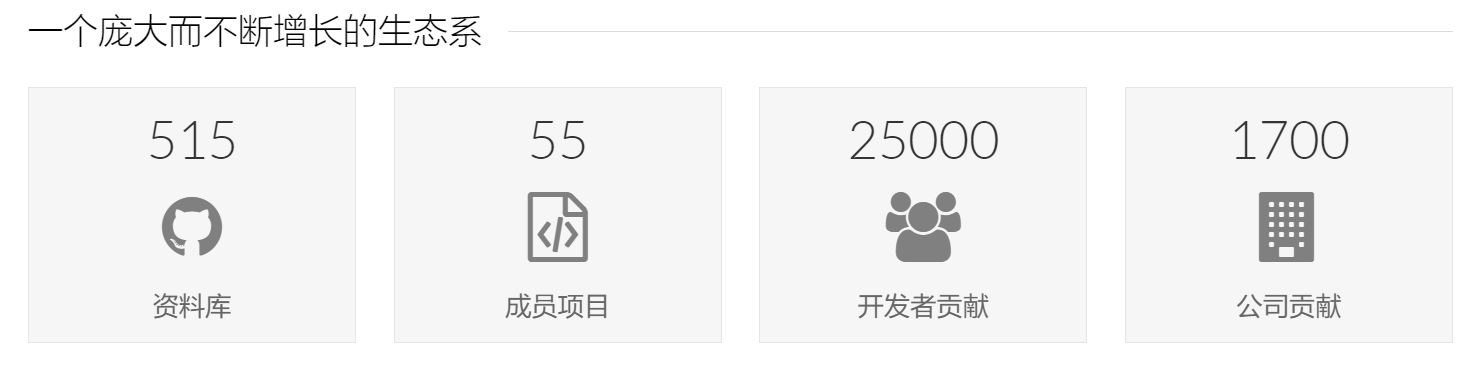 一个庞大而不断增长的生态系
515
资料库
55
成员项目
25000
开发者贡献
1700
公司贡献